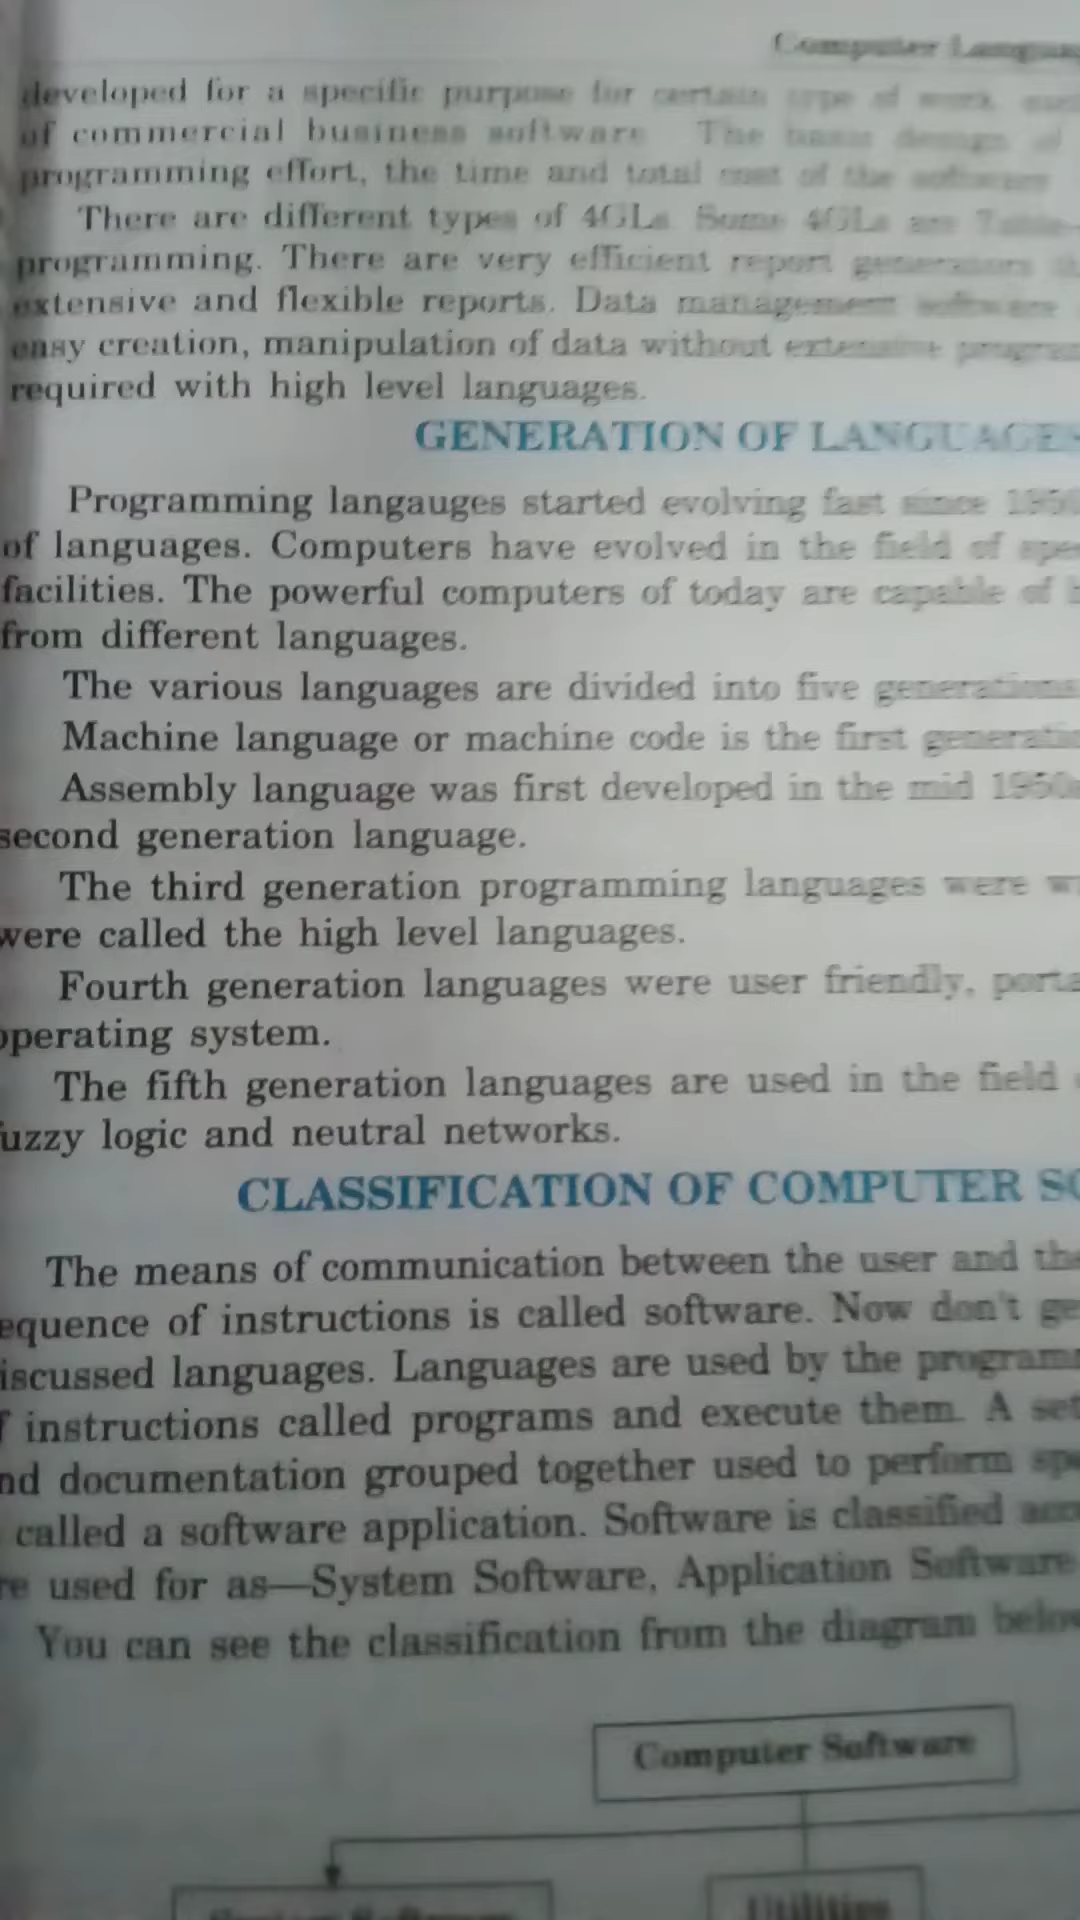 Computer
developed for a specific purpose for certain type of work
of commercial business software The basic design of
programming effort, the time and total cost of the software
There are different types of 4GLs Some 4GLs are
programming. There are very efficient report generators
extensive and flexible reports. Data management software
easy creation, manipulation of data without extensive
required with high level languages.
GENERATION OF LANGUAGES
Programming langauges started evolving fast since
of languages. Computers have evolved in the field of
facilities. The powerful computers of today are capable of
from different languages.
The various languages are divided into five generations
Machine language or machine code is the first
Assembly language was first developed in the mid
second generation language.
The third generation programming languages were
were called the high level languages.
Fourth generation languages were user friendly, porta
operating system.
The fifth generation languages are used in the field
uzzy logic and neutral networks.
CLASSIFICATION OF COMPUTER SO
The means of communication between the user and the
equence of instructions is called software. Now don't ge
iscussed languages. Languages are used by the programm
f instructions called programs and execute them. A set
nd documentation grouped together used to perform spe
called a software application. Software is classified
re used for as—System Software, Application Software
You can see the classification from the diagram below
Computer Software
System Software
Utilities